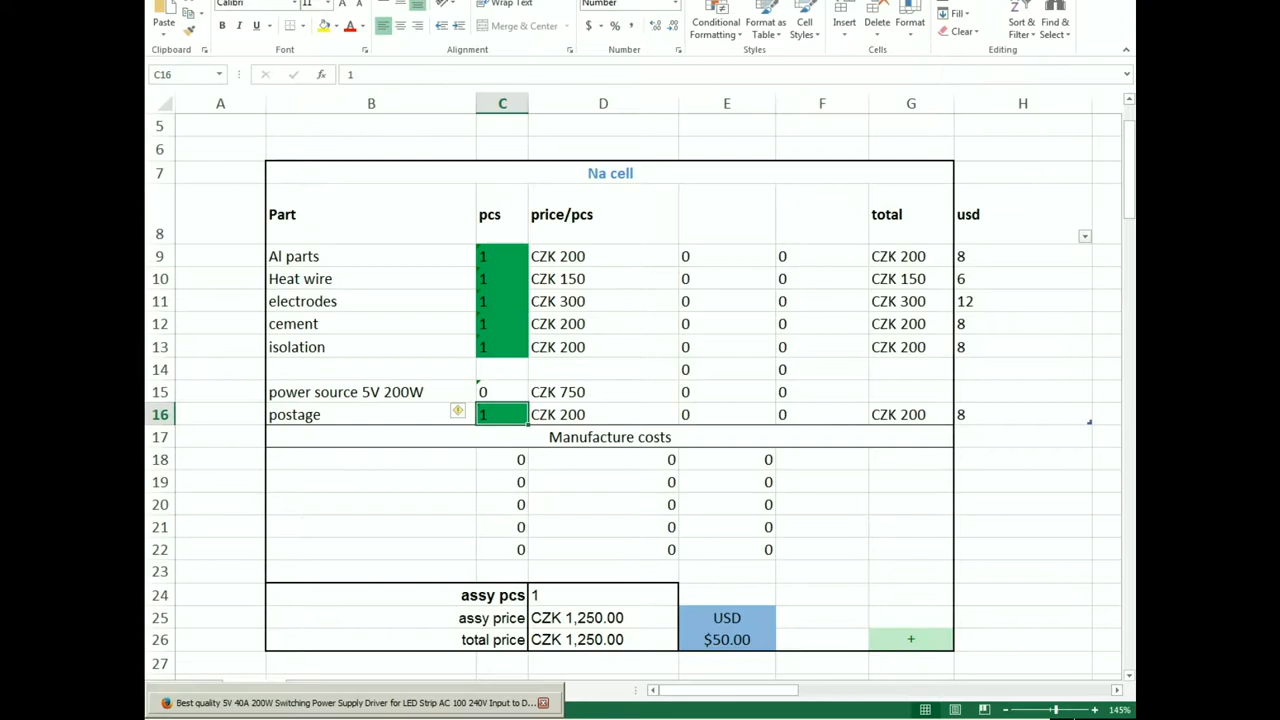 Calibri 11 A A Wrap Text Number
Paste B I U A Merge & Center $ % , Conditional Formatting Format as Table Cell Styles Insert Delete Format Fill Clear Sort & Filter Find & Select
Clipboard Font Alignment Number Styles Cells Editing
C16 fx 1
A B C D E F G H
5
6
7 Na cell
8 Part pcs price/pcs total usd
9 Al parts 1 CZK 200 0 0 CZK 200 8
10 Heat wire 1 CZK 150 0 0 CZK 150 6
11 electrodes 1 CZK 300 0 0 CZK 300 12
12 cement 1 CZK 200 0 0 CZK 200 8
13 isolation 1 CZK 200 0 0 CZK 200 8
14 0 0
15 power source 5V 200W 0 CZK 750 0 0
16 postage 1 CZK 200 0 0 CZK 200 8
17 Manufacture costs
18 0 0 0
19 0 0 0
20 0 0 0
21 0 0 0
22 0 0 0
23
24 assy pcs 1
25 assy price CZK 1,250.00 USD
26 total price CZK 1,250.00 $50.00 +
27
Best quality 5V 40A 200W Switching Power Supply Driver for LED Strip AC 100 240V Input to D...
145%